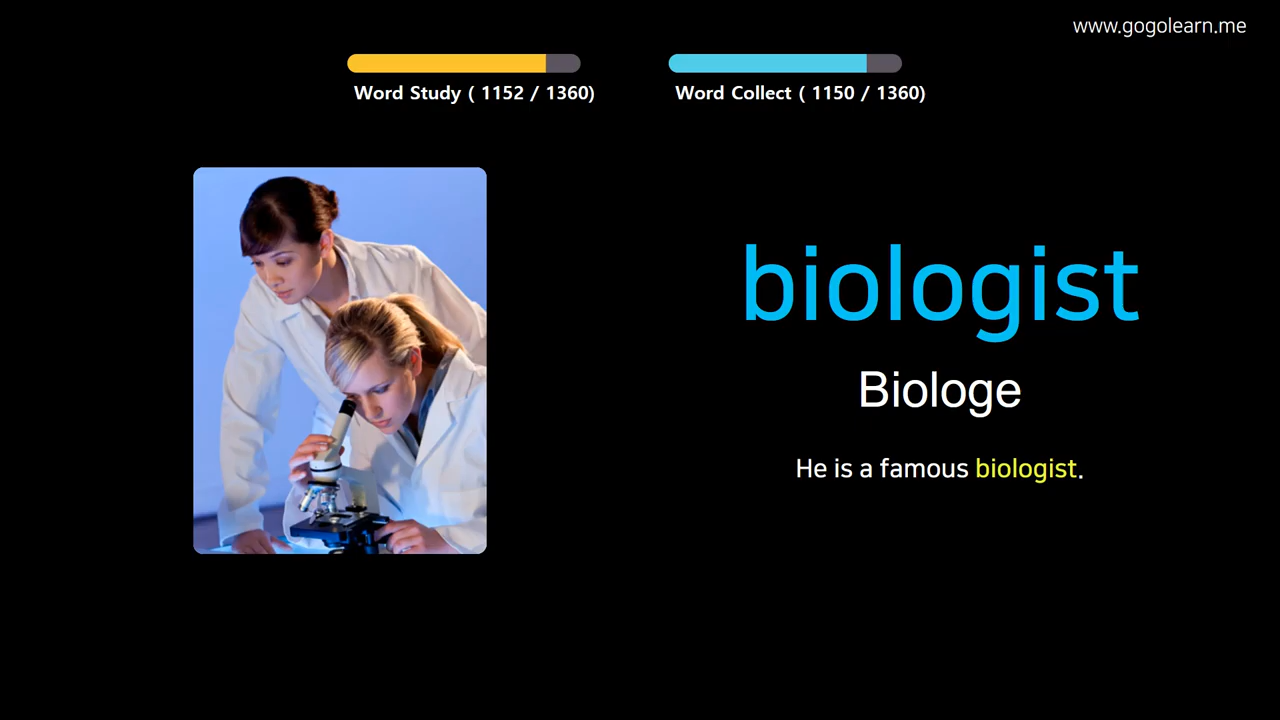 www.gogolearn.me
Word Study ( 1152 / 1360)
Word Collect ( 1150 / 1360)
biologist
Biologe
He is a famous biologist.